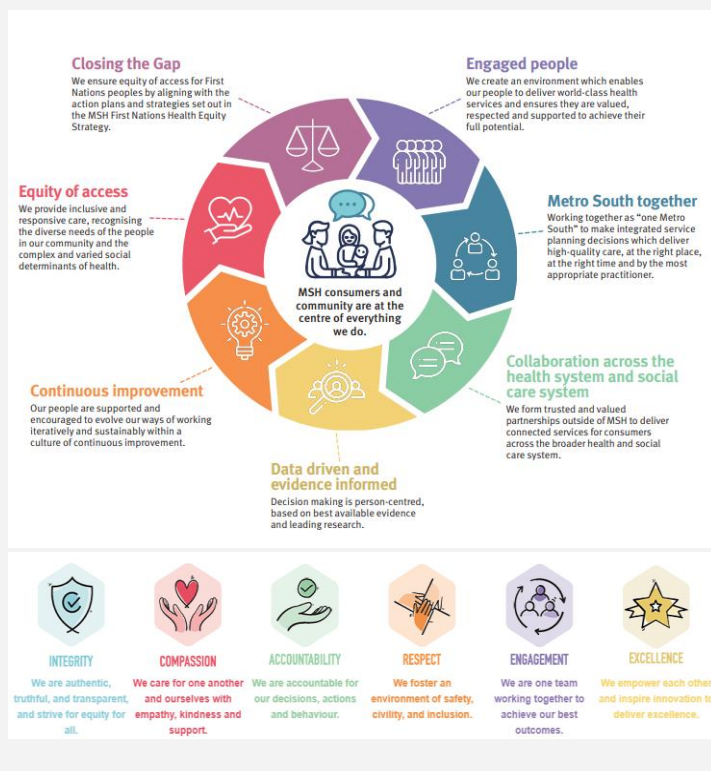 Closing the Gap
We ensure equity of access for First
Nations peoples by aligning with the
action plans and strategies set out in
the MSH First Nations Health Equity
Strategy.
Engaged people
We create an environment which enables
our people to deliver world-class health
services and ensures they are valued,
respected and supported to achieve their
full potential.
Equity of access
We provide inclusive and
responsive care, recognising
the diverse needs of the people
in our community and the
complex and varied social
determinants of health.
Metro South together
Working together as "one Metro
South" to make integrated service
planning decisions which deliver
high-quality care, at the right place,
at the right time and by the most
appropriate practitioner.
MSH consumers and
community are at the
centre of everything
we do.
Continuous improvement
Our people are supported and
encouraged to evolve our ways of working
iteratively and sustainably within a
culture of continuous improvement.
Collaboration across the
health system and social
care system
We form trusted and valued
partnerships outside of MSH to deliver
connected services for consumers
across the broader health and social
care system.
Data driven and
evidence informed
Decision making is person-centred,
based on best available evidence
and leading research.
INTEGRITY
We are authentic,
truthful, and transparent,
and strive for equity for
all.
COMPASSION
We care for one another
and ourselves with
empathy, kindness and
support.
ACCOUNTABILITY
We are accountable for
our decisions, actions
and behaviour.
RESPECT
We foster an
environment of safety,
civility, and inclusion.
ENGAGEMENT
We are one team
working together to
achieve our best
outcomes.
EXCELLENCE
We empower each other
and inspire innovation to
deliver excellence.